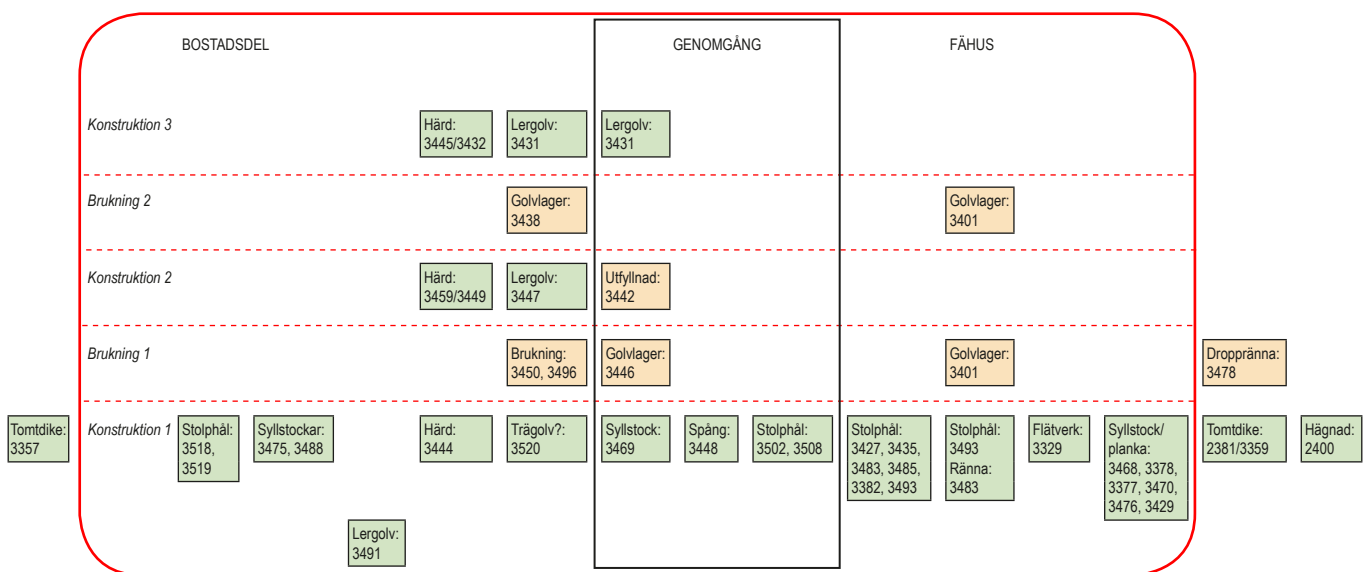 BOSTADSDEL
GENOMGÅNG
FÄHUS
Konstruktion 3
Härd:
3445/3432
Lergolv:
3431
Lergolv:
3431
Brukning 2
Golvlager:
3438
Golvlager:
3401
Konstruktion 2
Härd:
3459/3449
Lergolv:
3447
Utfyllnad:
3442
Brukning 1
Brukning:
3450, 3496
Golvlager:
3446
Golvlager:
3401
Droppränna:
3478
Tomtdike:
3357
Konstruktion 1
Stolphål:
3518,
3519
Syllstockar:
3475, 3488
Härd:
3444
Trägolv?:
3520
Syllstock:
3469
Spång:
3448
Stolphål:
3502, 3508
Stolphål:
3427, 3435,
3483, 3485,
3382, 3493
Stolphål:
3493
Ränna:
3483
Flätverk:
3329
Syllstock/
planka:
3468, 3378,
3377, 3470,
3476, 3429
Tomtdike:
2381/3359
Hägnad:
2400
Lergolv:
3491